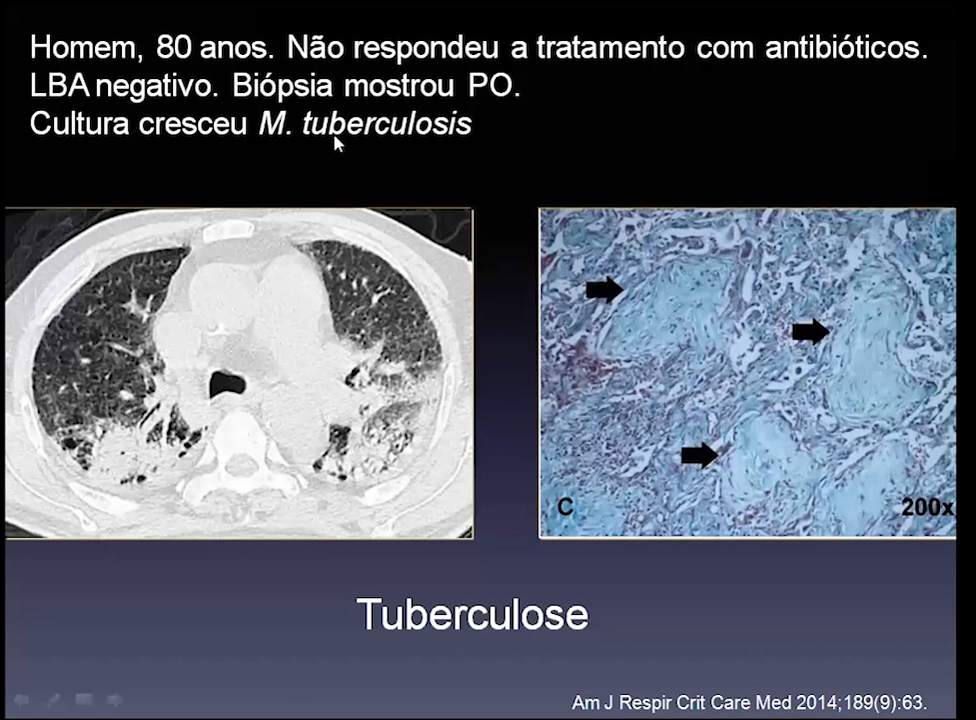 Homem, 80 anos. Não respondeu a tratamento com antibióticos.
LBA negativo. Biópsia mostrou PO.
Cultura cresceu M. tuberculosis
C
200x
Tuberculose
Am J Respir Crit Care Med 2014;189(9):63.